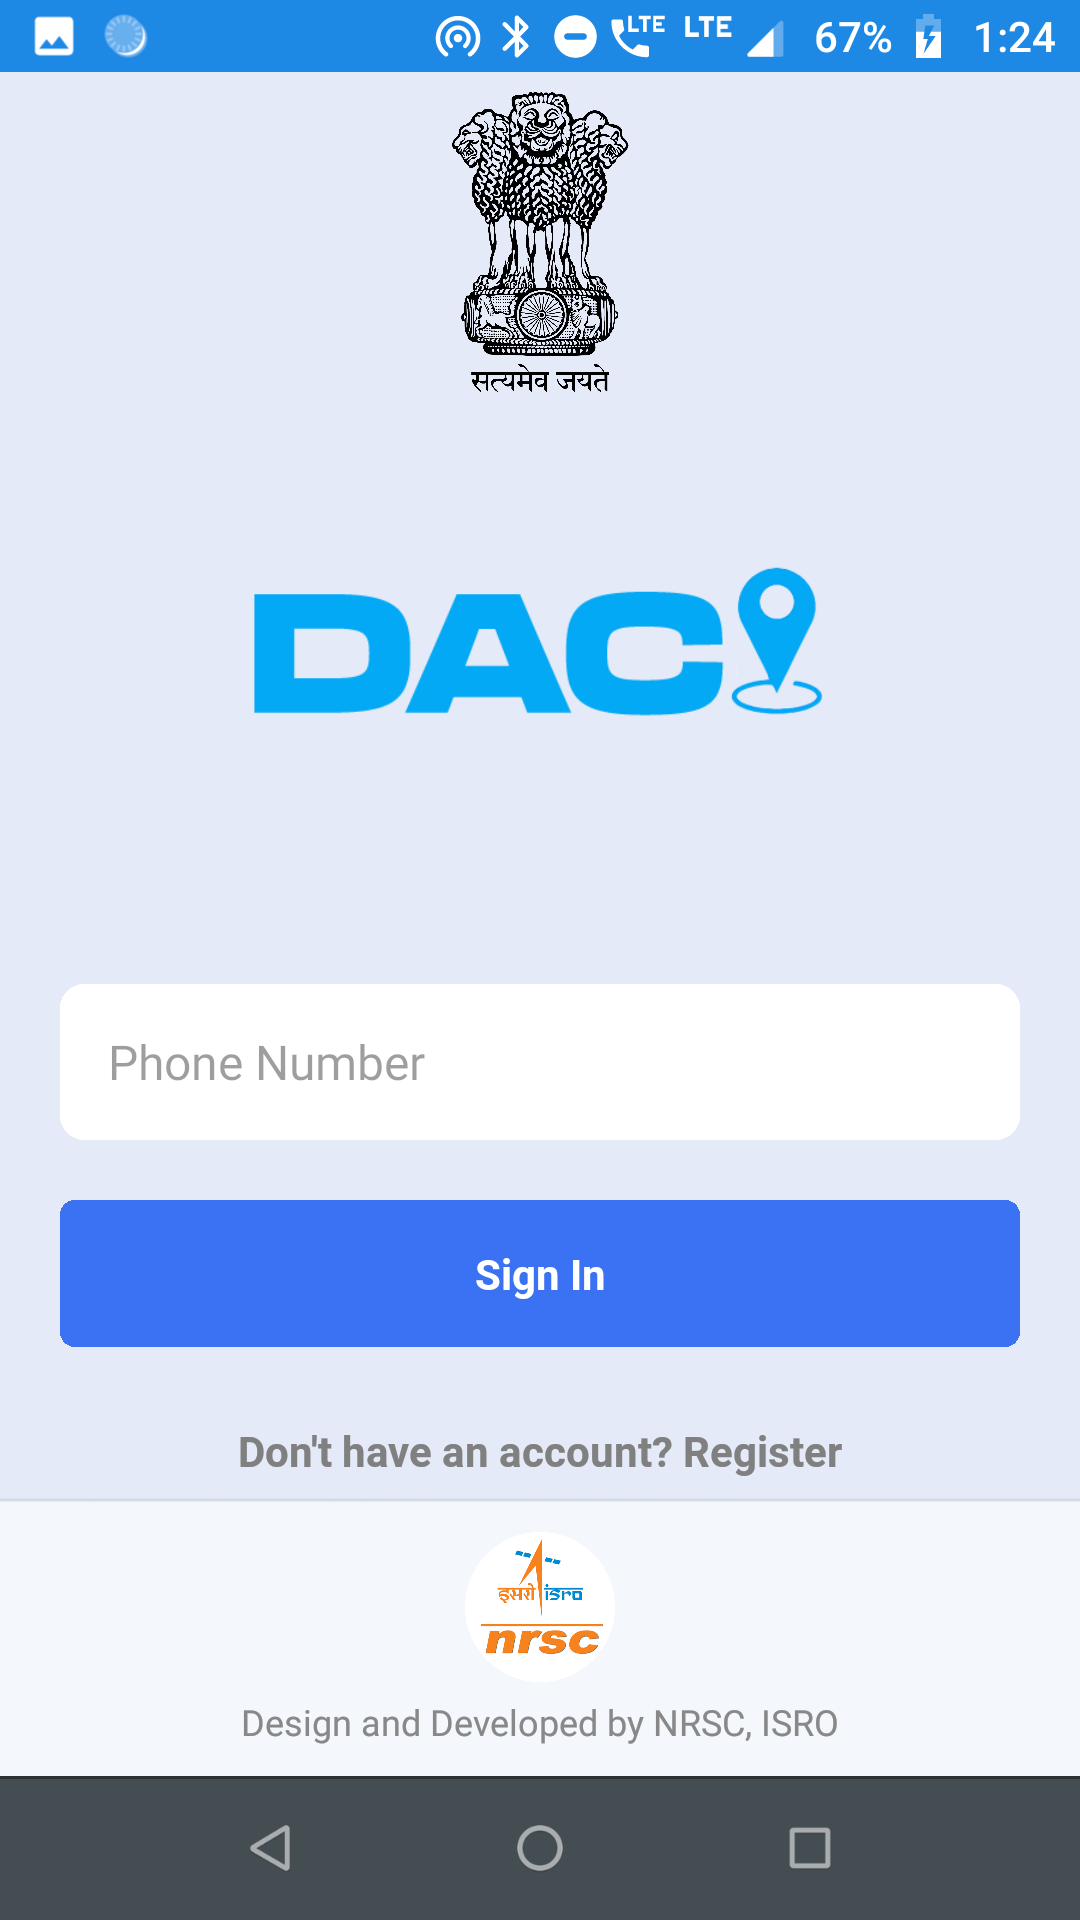 LTE LTE 67% 1:24
सत्यमेव जयते
DAC
Phone Number
Sign In
Don't have an account? Register
इसरो isro
nrsc
Design and Developed by NRSC, ISRO